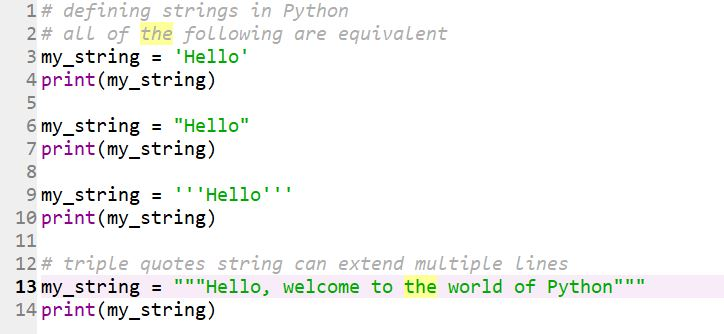 1 # defining strings in Python
2 # all of the following are equivalent
3 my_string = 'Hello'
4 print(my_string)
5
6 my_string = "Hello"
7 print(my_string)
8
9 my_string = '''Hello'''
10 print(my_string)
11
12 # triple quotes string can extend multiple lines
13 my_string = """Hello, welcome to the world of Python"""
14 print(my_string)